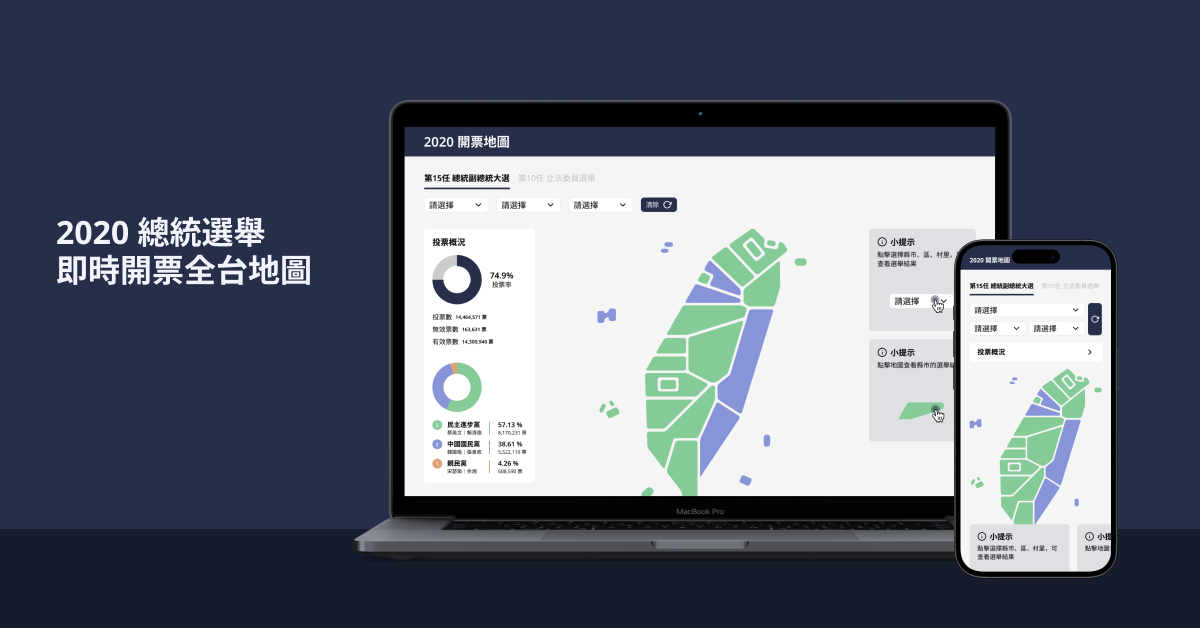 2020 總統選舉
即時開票全台地圖
2020 開票地圖
第15任 總統副總統大選 第10任 立法委員選舉
請選擇 請選擇 請選擇 清除
投票概況
74.9%
投票率
投票數 14,464,571 票
無效票數 163,631 票
有效票數 14,300,940 票
1 民主進步黨 57.13 %
蔡英文｜賴清德 8,170,231 票
2 中國國民黨 38.61 %
韓國瑜｜張善政 5,522,119 票
親民黨 4.26 %
宋楚瑜｜余湘 608,590 票
小提示
點擊選擇縣市、區、村里，
查看選舉結果
請選擇
小提示
點擊地圖查看縣市的選舉
MacBook Pro
2020 開票地圖
第15任 總統副總統大選 第10任 立法委員選舉
請選擇
請選擇 請選擇
投票概況
小提示
點擊選擇縣市、區、村里，可
查看選舉結果
小提
點擊地圖